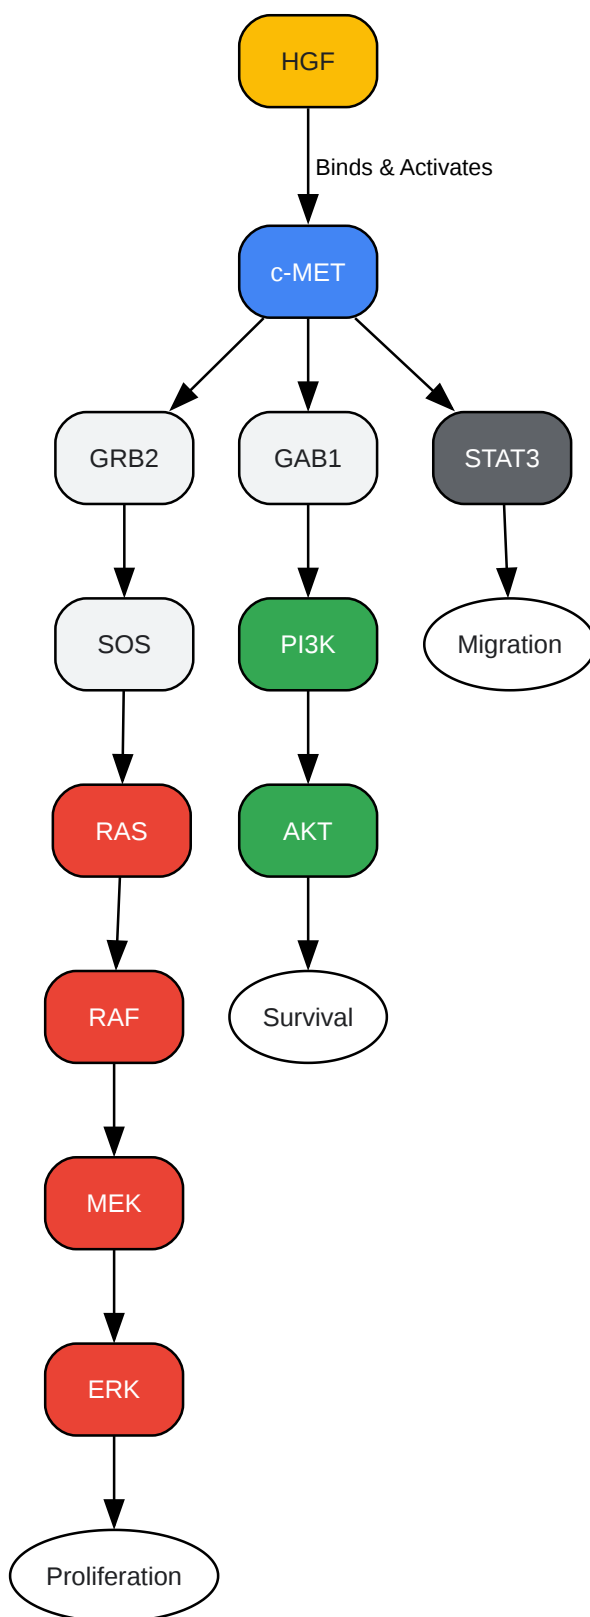 HGF
Binds & Activates
c-MET
GRB2
GAB1
STAT3
SOS
PI3K
Migration
RAS
AKT
RAF
Survival
MEK
ERK
Proliferation